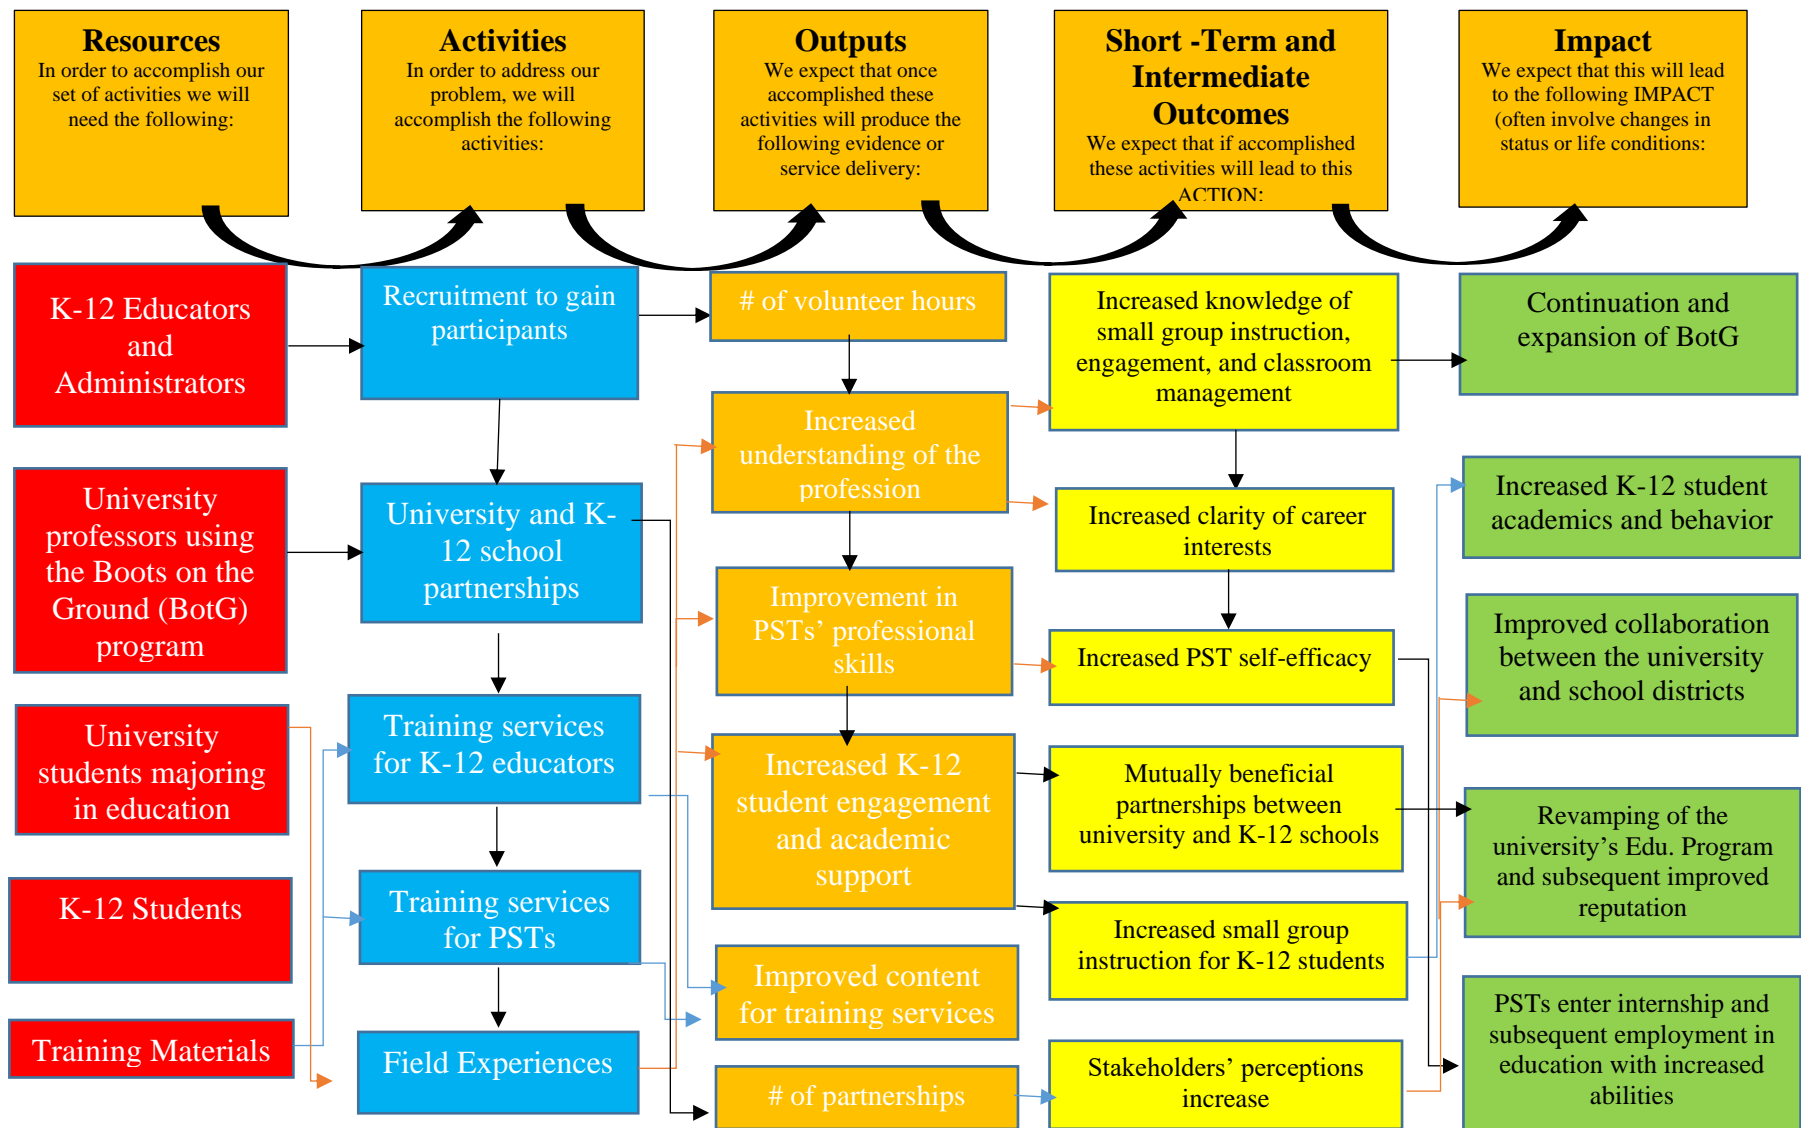 Resources
In order to accomplish our
set of activities we will
need the following:
Activities
In order to address our
problem, we will
accomplish the following
activities:
Outputs
We expect that once
accomplished these
activities will produce the
following evidence or
service delivery:
Short -Term and
Intermediate
Outcomes
We expect that if accomplished
these activities will lead to this
ACTION:
Impact
We expect that this will lead
to the following IMPACT
(often involve changes in
status or life conditions:
K-12 Educators
and
Administrators
University
professors using
the Boots on the
Ground (BotG)
program
University
students majoring
in education
K-12 Students
Training Materials
Recruitment to gain
participants
University and K-
12 school
partnerships
Training services
for K-12 educators
Training services
for PSTs
Field Experiences
# of volunteer hours
Increased
understanding of the
profession
Improvement in
PSTs’ professional
skills
Increased K-12
student engagement
and academic
support
Improved content
for training services
# of partnerships
Increased knowledge of
small group instruction,
engagement, and classroom
management
Increased clarity of career
interests
Increased PST self-efficacy
Mutually beneficial
partnerships between
university and K-12 schools
Increased small group
instruction for K-12 students
Stakeholders’ perceptions
increase
Continuation and
expansion of BotG
Increased K-12 student
academics and behavior
Improved collaboration
between the university
and school districts
Revamping of the
university’s Edu. Program
and subsequent improved
reputation
PSTs enter internship and
subsequent employment in
education with increased
abilities